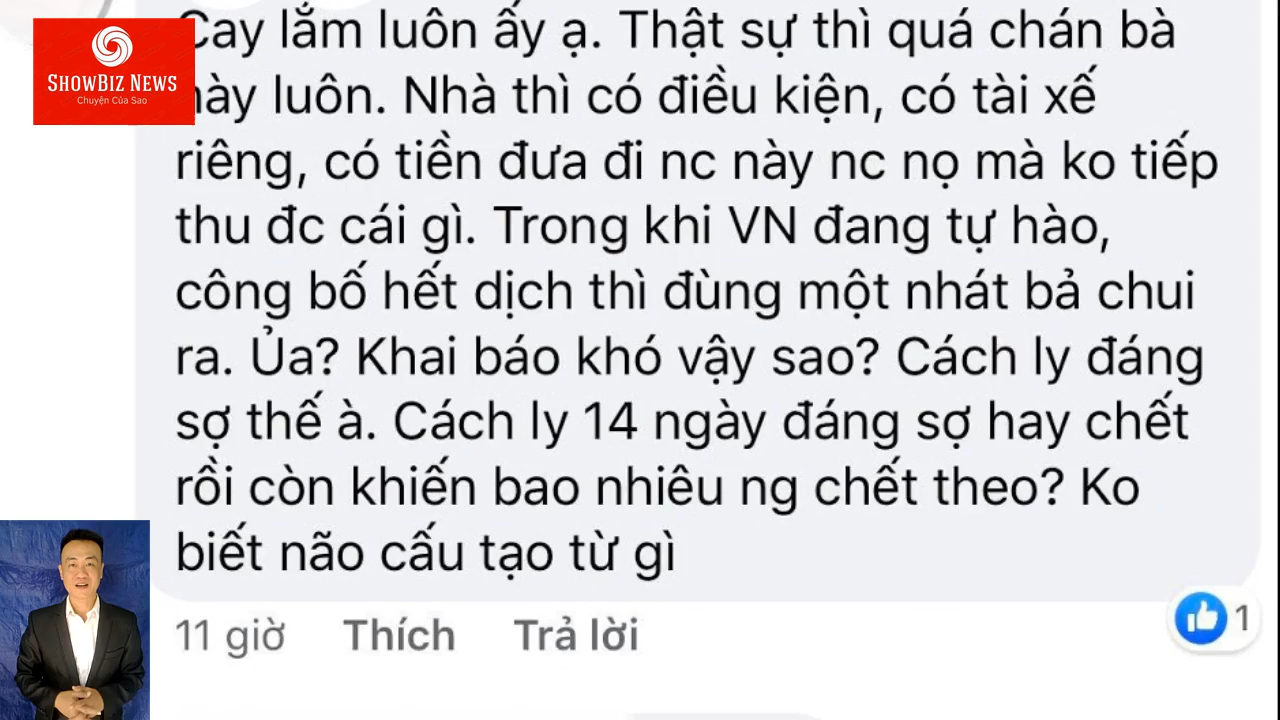 Cay lắm luôn ấy ạ. Thật sự thì quá chán bà
SHOWBIZ NEWS
Chuyện Của Sao
này luôn. Nhà thì có điều kiện, có tài xế
riêng, có tiền đưa đi nc này nc nọ mà ko tiếp
thu đc cái gì. Trong khi VN đang tự hào,
công bố hết dịch thì đùng một nhát bả chui
ra. Ủa? Khai báo khó vậy sao? Cách ly đáng
sợ thế à. Cách ly 14 ngày đáng sợ hay chết
rồi còn khiến bao nhiêu ng chết theo? Ko
biết não cấu tạo từ gì
11 giờ Thích Trả lời 1